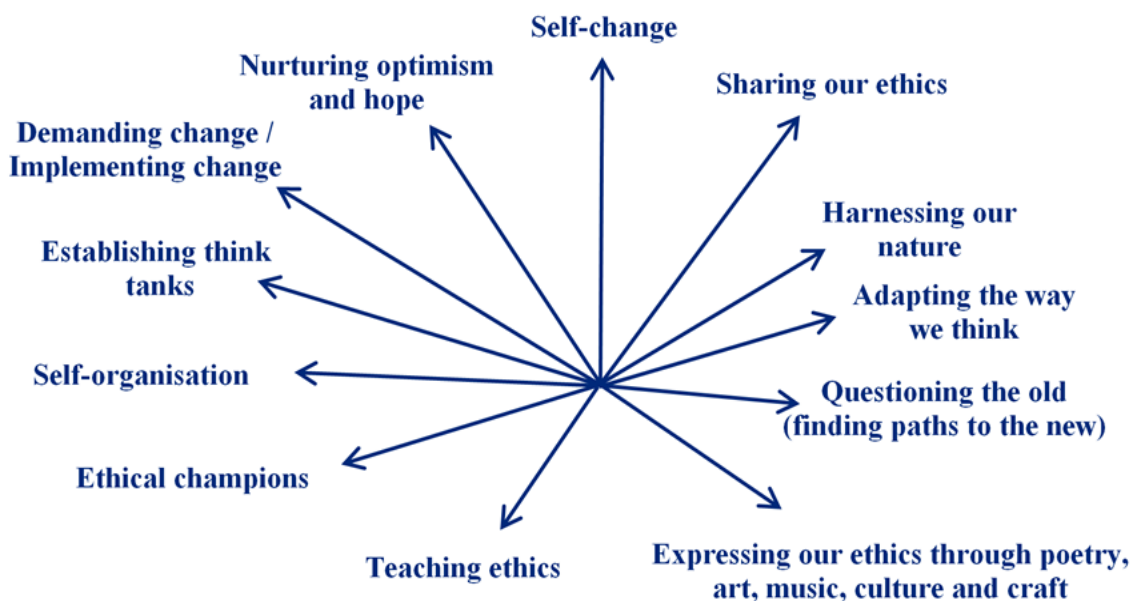 Self-change
Nurturing optimism
and hope
Sharing our ethics
Demanding change /
Implementing change
Harnessing our
nature
Establishing think
tanks
Adapting the way
we think
Self-organisation
Questioning the old
(finding paths to the new)
Ethical champions
Teaching ethics
Expressing our ethics through poetry,
art, music, culture and craft